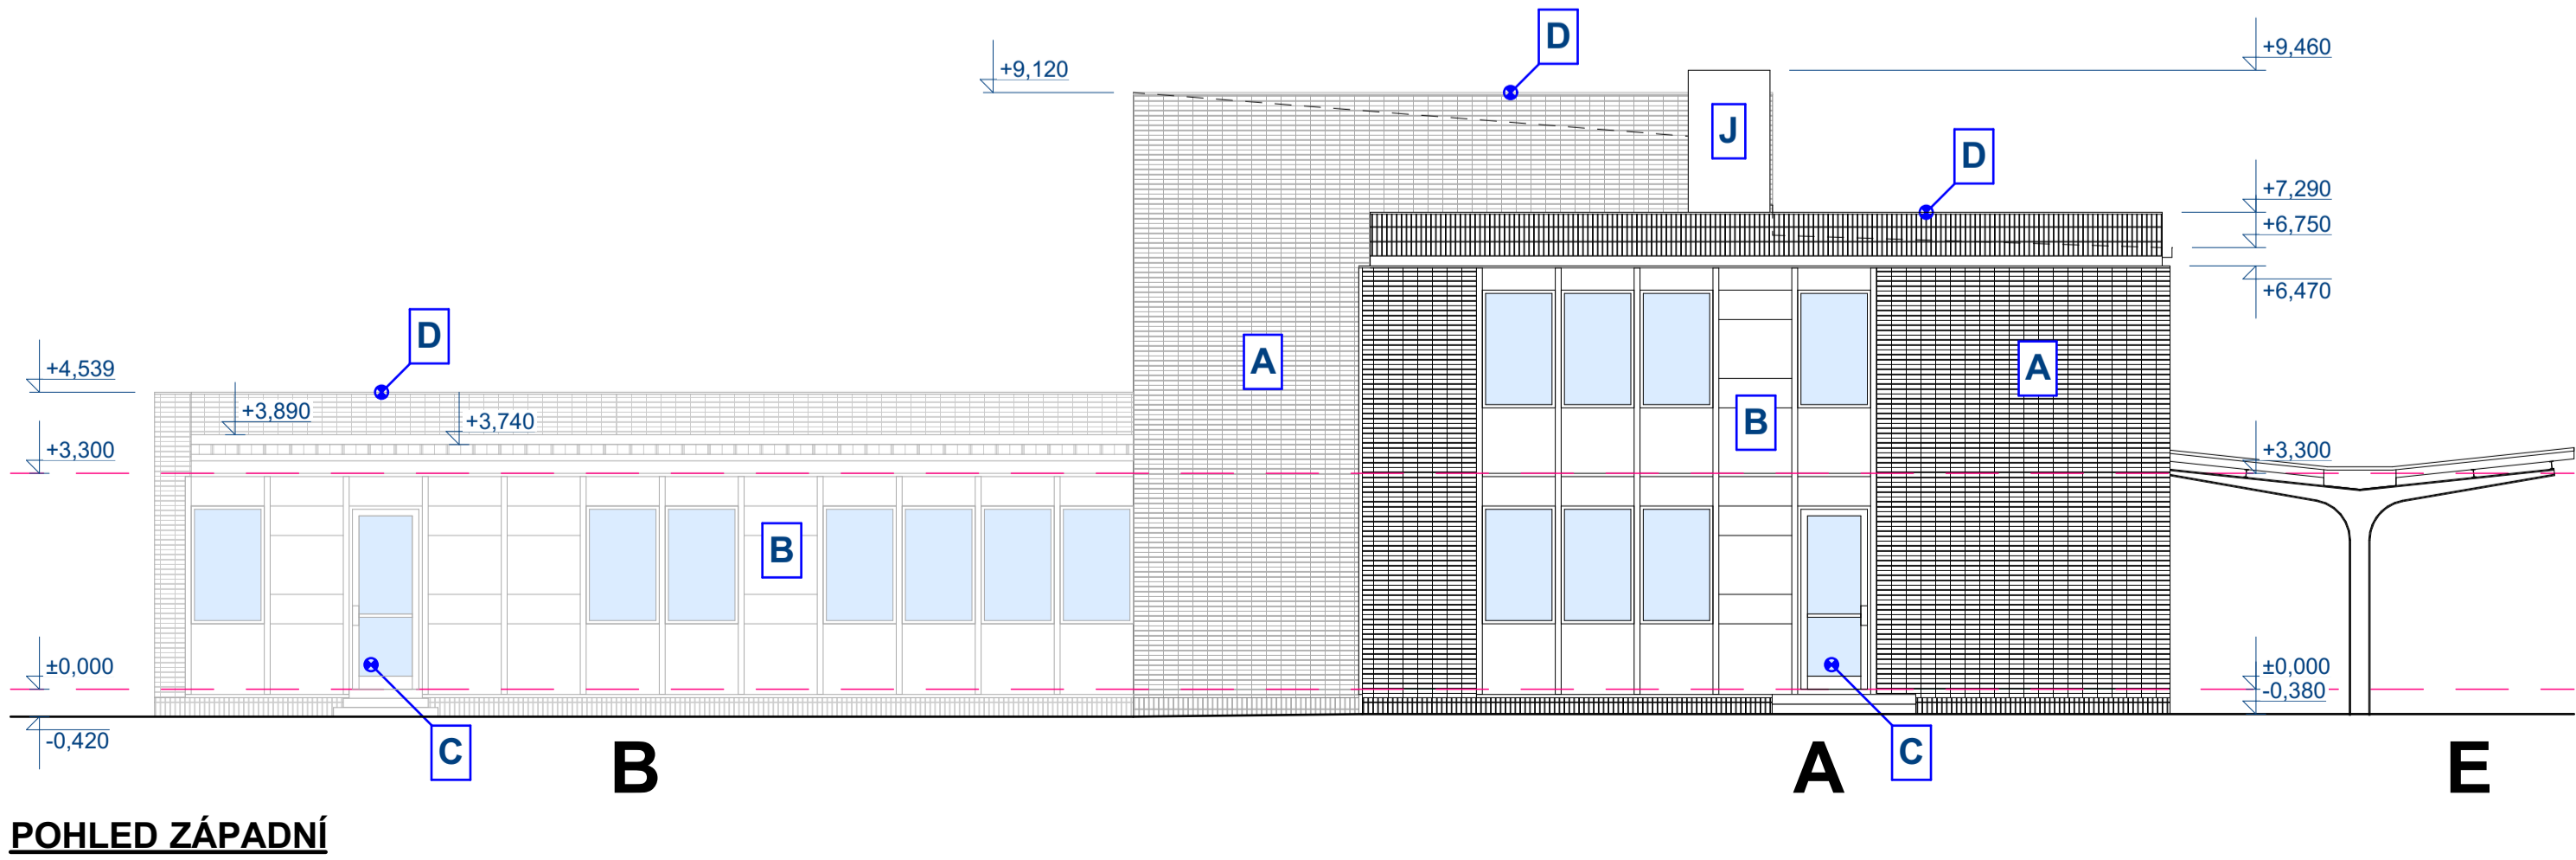 D
+9,460
+9,120
J
D
+7,290
+6,750
+6,470
D
A
A
+4,539
+3,890
+3,740
B
+3,300
+3,300
B
±0,000
±0,000
-0,380
-0,420
C
C
B
A
E
POHLED ZÁPADNÍ